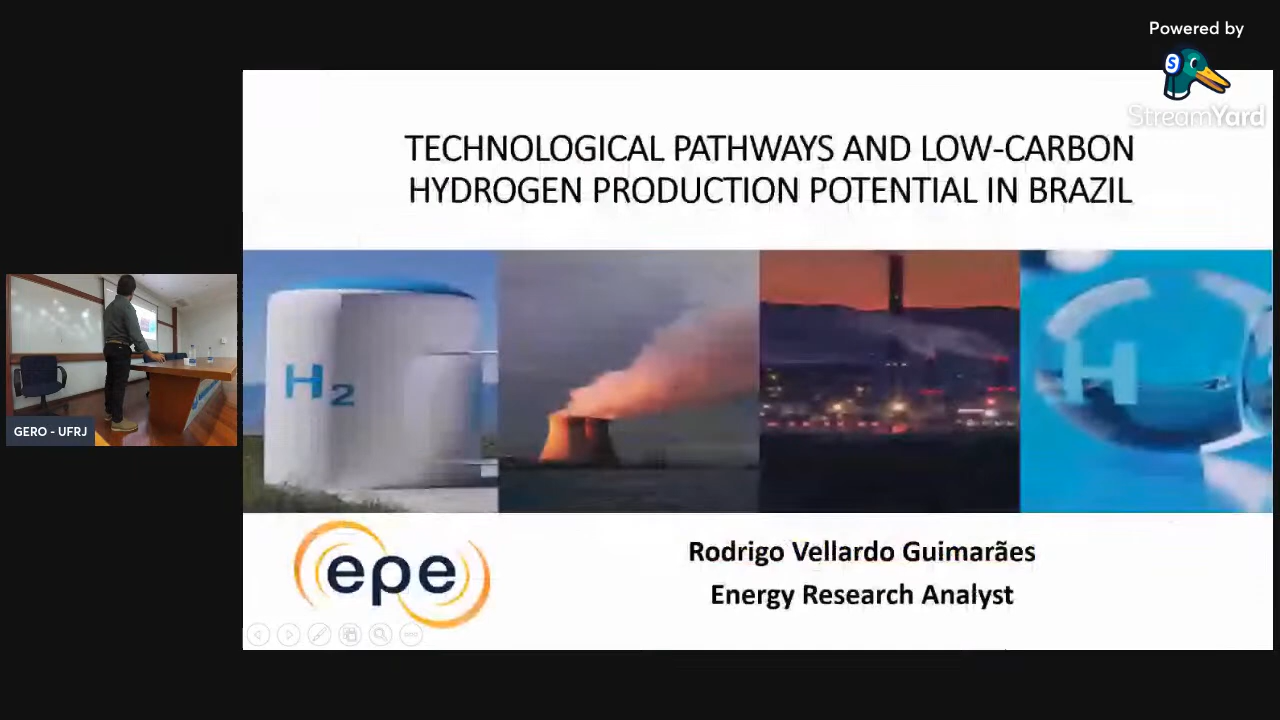 Powered by
StreamYard
TECHNOLOGICAL PATHWAYS AND LOW-CARBON
HYDROGEN PRODUCTION POTENTIAL IN BRAZIL
H2
H
GERO - UFRJ
epe
Rodrigo Vellardo Guimarães
Energy Research Analyst